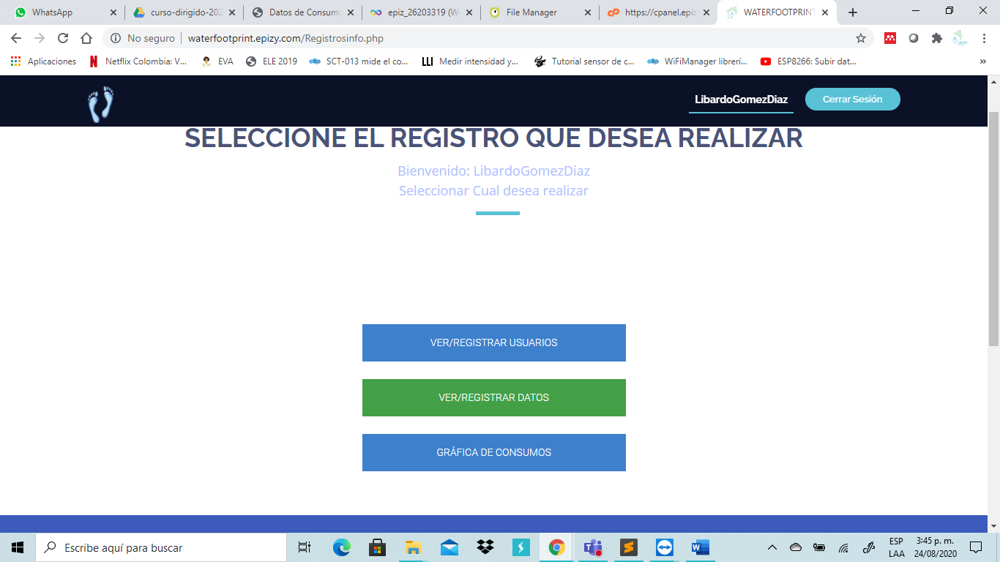 WhatsApp
curso-dirigido-202
Datos de Consumo
epiz_26203319 (W
File Manager
https://cpanel.epiz
WATERFOOTPRINT
No seguro
waterfootprint.epizy.com/Registrosinfo.php
Aplicaciones
Netflix Colombia: V...
EVA
ELE 2019
SCT-013 mide el co...
Medir intensidad y...
Tutorial sensor de c...
WiFiManager librerí...
ESP8266: Subir dat...
LibardoGomezDiaz
Cerrar Sesión
SELECCIONE EL REGISTRO QUE DESEA REALIZAR
Bienvenido: LibardoGomezDiaz
Seleccionar Cual desea realizar
VER/REGISTRAR USUARIOS
VER/REGISTRAR DATOS
GRÁFICA DE CONSUMOS
Escribe aquí para buscar
ESP
LAA
3:45 p. m.
24/08/2020